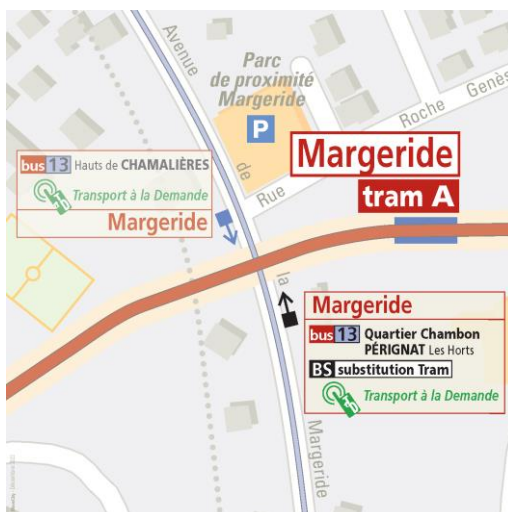 Avenue
Parc
de proximité
Margeride
P
Roche Genès
Rue
de
Margeride
tram A
bus 13 Hauts de CHAMALIÈRES
Transport à la Demande
Margeride
la
Margeride
bus 13 Quartier Chambon
PÉRIGNAT Les Horts
BS substitution Tram
Transport à la Demande
Margeride